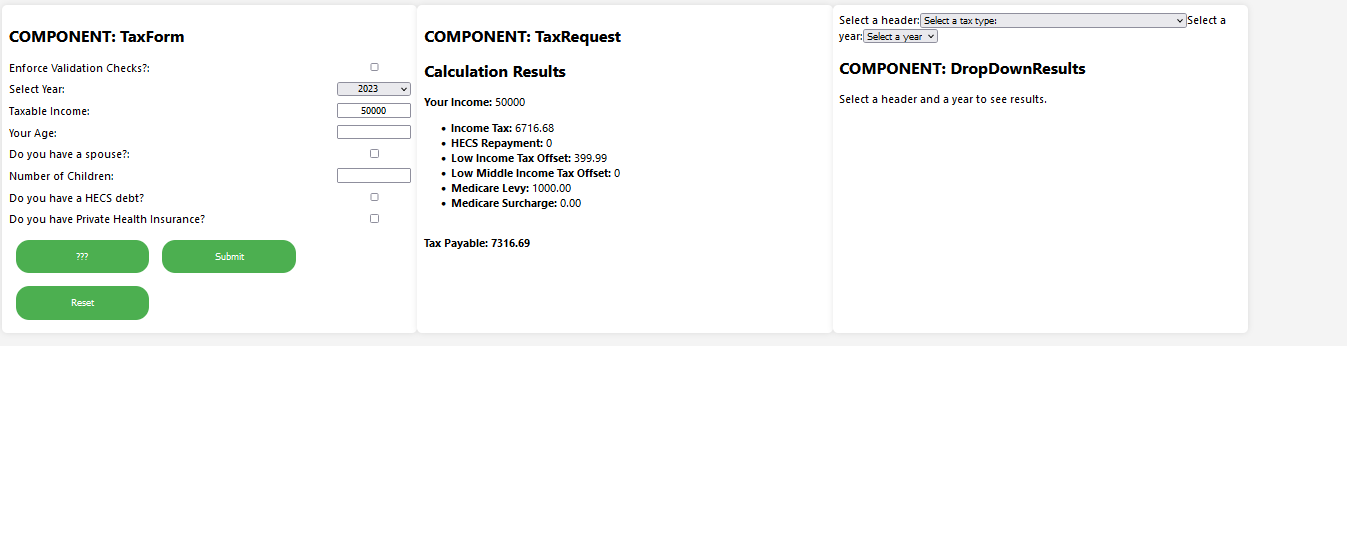 COMPONENT: TaxForm
Enforce Validation Checks?:
Select Year:
2023
Taxable Income:
50000
Your Age:
Do you have a spouse?:
Number of Children:
Do you have a HECS debt?
Do you have Private Health Insurance?
???
Submit
Reset
COMPONENT: TaxRequest
Calculation Results
Your Income: 50000
Income Tax: 6716.68
HECS Repayment: 0
Low Income Tax Offset: 399.99
Low Middle Income Tax Offset: 0
Medicare Levy: 1000.00
Medicare Surcharge: 0.00
Tax Payable: 7316.69
Select a header: Select a tax type: Select a
year: Select a year
COMPONENT: DropDownResults
Select a header and a year to see results.